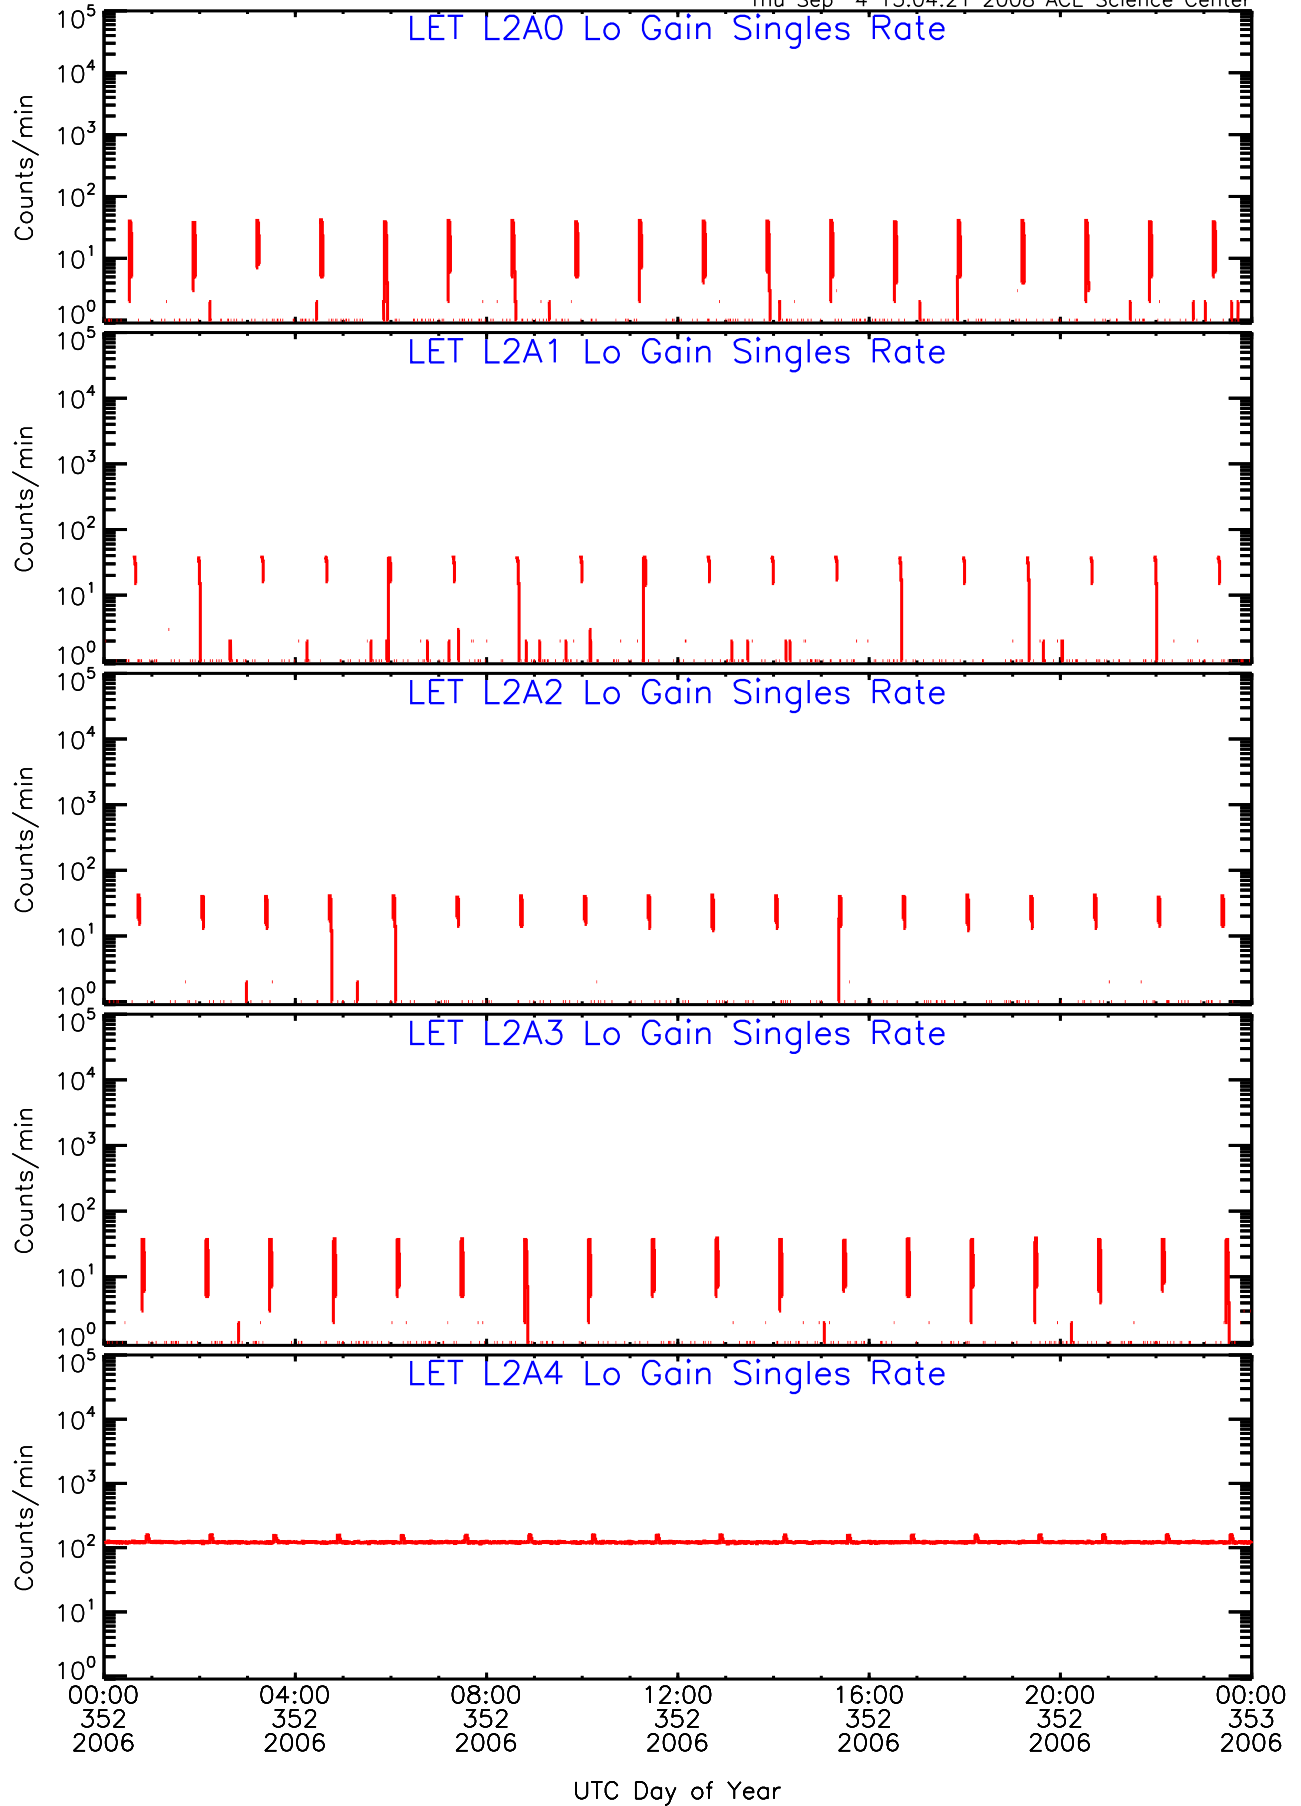 Thu Sep 4 15:04:21 2008 ACE Science Center
LET L2A0 Lo Gain Singles Rate
10^5
10^4
10^3
10^2
10^1
10^0
Counts/min
LET L2A1 Lo Gain Singles Rate
10^5
10^4
10^3
10^2
10^1
10^0
Counts/min
LET L2A2 Lo Gain Singles Rate
10^5
10^4
10^3
10^2
10^1
10^0
Counts/min
LET L2A3 Lo Gain Singles Rate
10^5
10^4
10^3
10^2
10^1
10^0
Counts/min
LET L2A4 Lo Gain Singles Rate
10^5
10^4
10^3
10^2
10^1
10^0
Counts/min
00:00 04:00 08:00 12:00 16:00 20:00 00:00
352 352 352 352 352 352 353
2006 2006 2006 2006 2006 2006 2006
UTC Day of Year